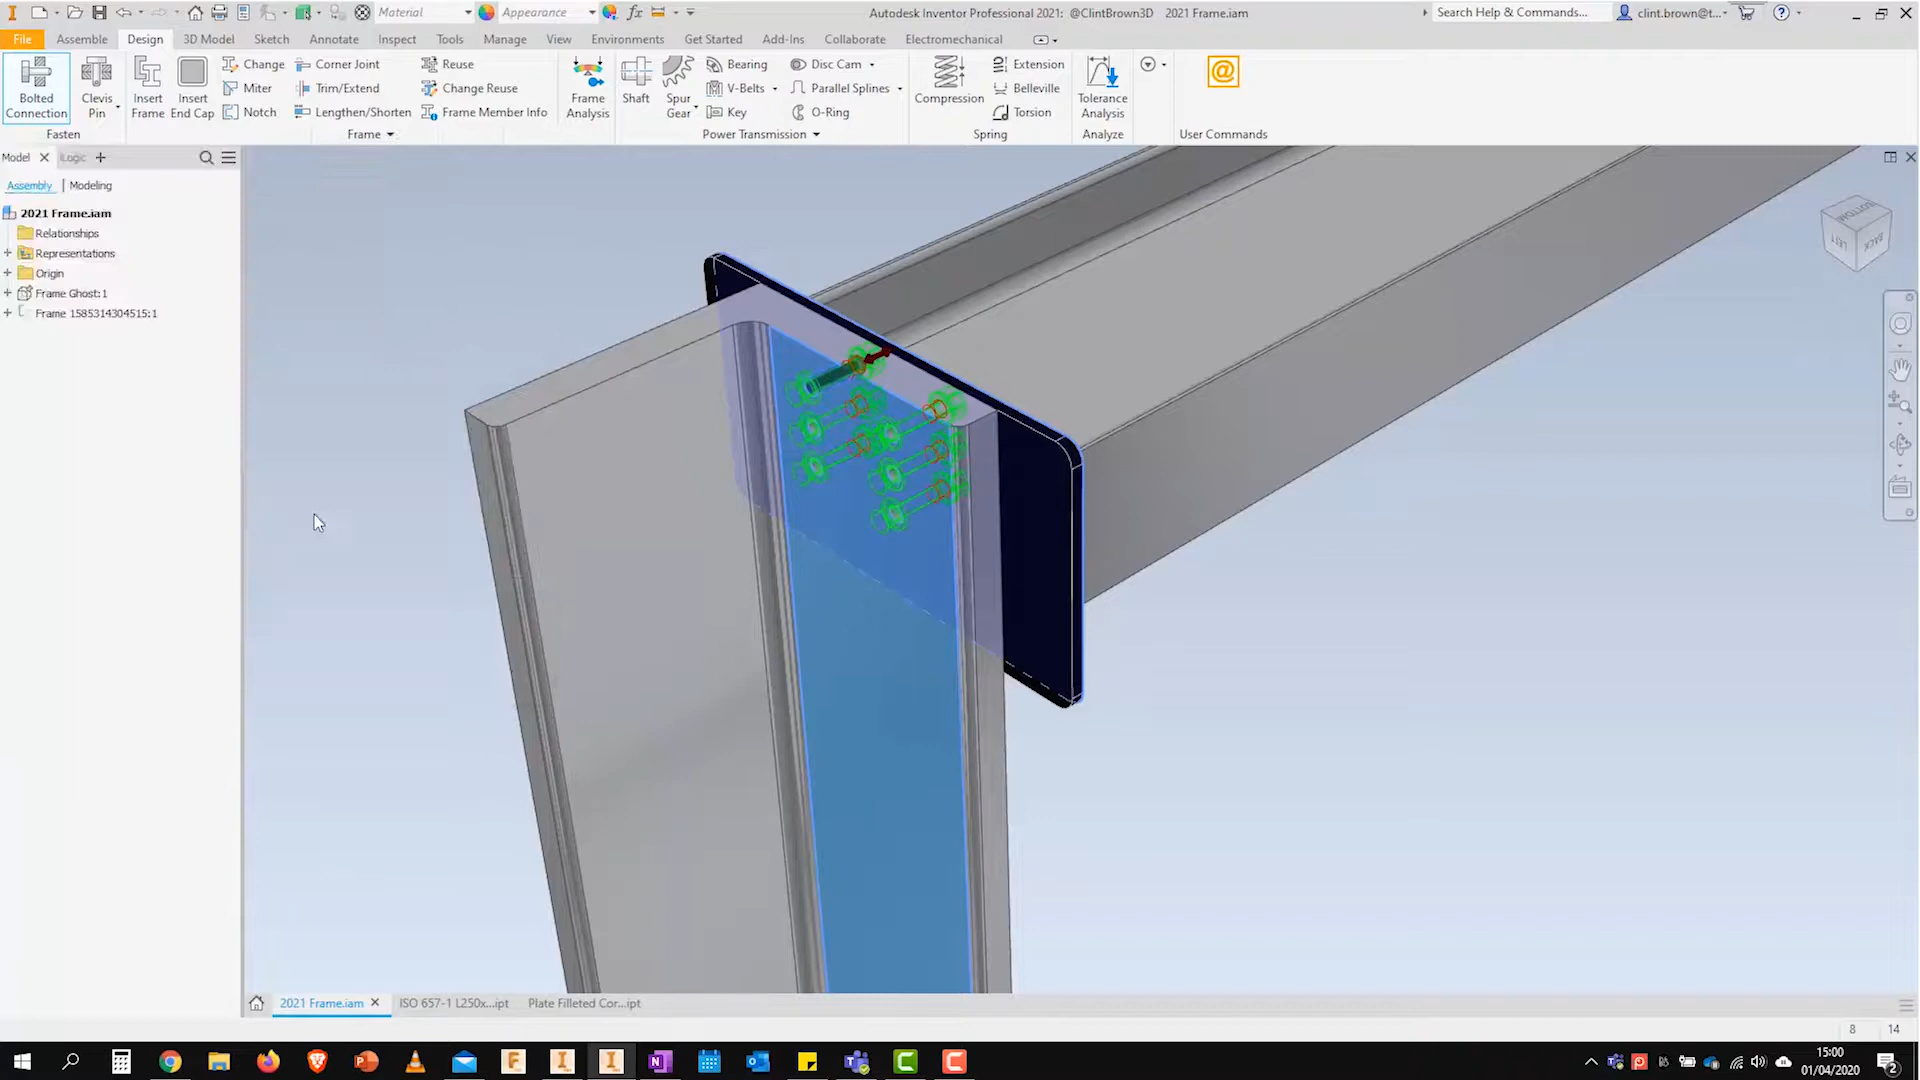 Material
Appearance
Autodesk Inventor Professional 2021: @ClintBrown3D 2021 Frame.iam
Search Help & Commands...
clint.brown@t...
File
Assemble
Design
3D Model
Sketch
Annotate
Inspect
Tools
Manage
View
Environments
Get Started
Add-Ins
Collaborate
Electromechanical
Bolted
Connection
Clevis
Pin
Fasten
Insert
Frame
Insert
End Cap
Change
Miter
Notch
Corner Joint
Trim/Extend
Lengthen/Shorten
Reuse
Change Reuse
Frame Member Info
Frame
Frame
Analysis
Shaft
Spur
Gear
Bearing
V-Belts
Key
Disc Cam
Parallel Splines
O-Ring
Power Transmission
Compression
Extension
Belleville
Torsion
Spring
Tolerance
Analysis
Analyze
User Commands
Model
iLogic
Assembly
Modeling
2021 Frame.iam
Relationships
Representations
Origin
Frame Ghost:1
Frame 1585314304515:1
BOTTOM
LEFT
BACK
2021 Frame.iam
ISO 657-1 L250x...ipt
Plate Filleted Cor...ipt
8 14
15:00
01/04/2020
2